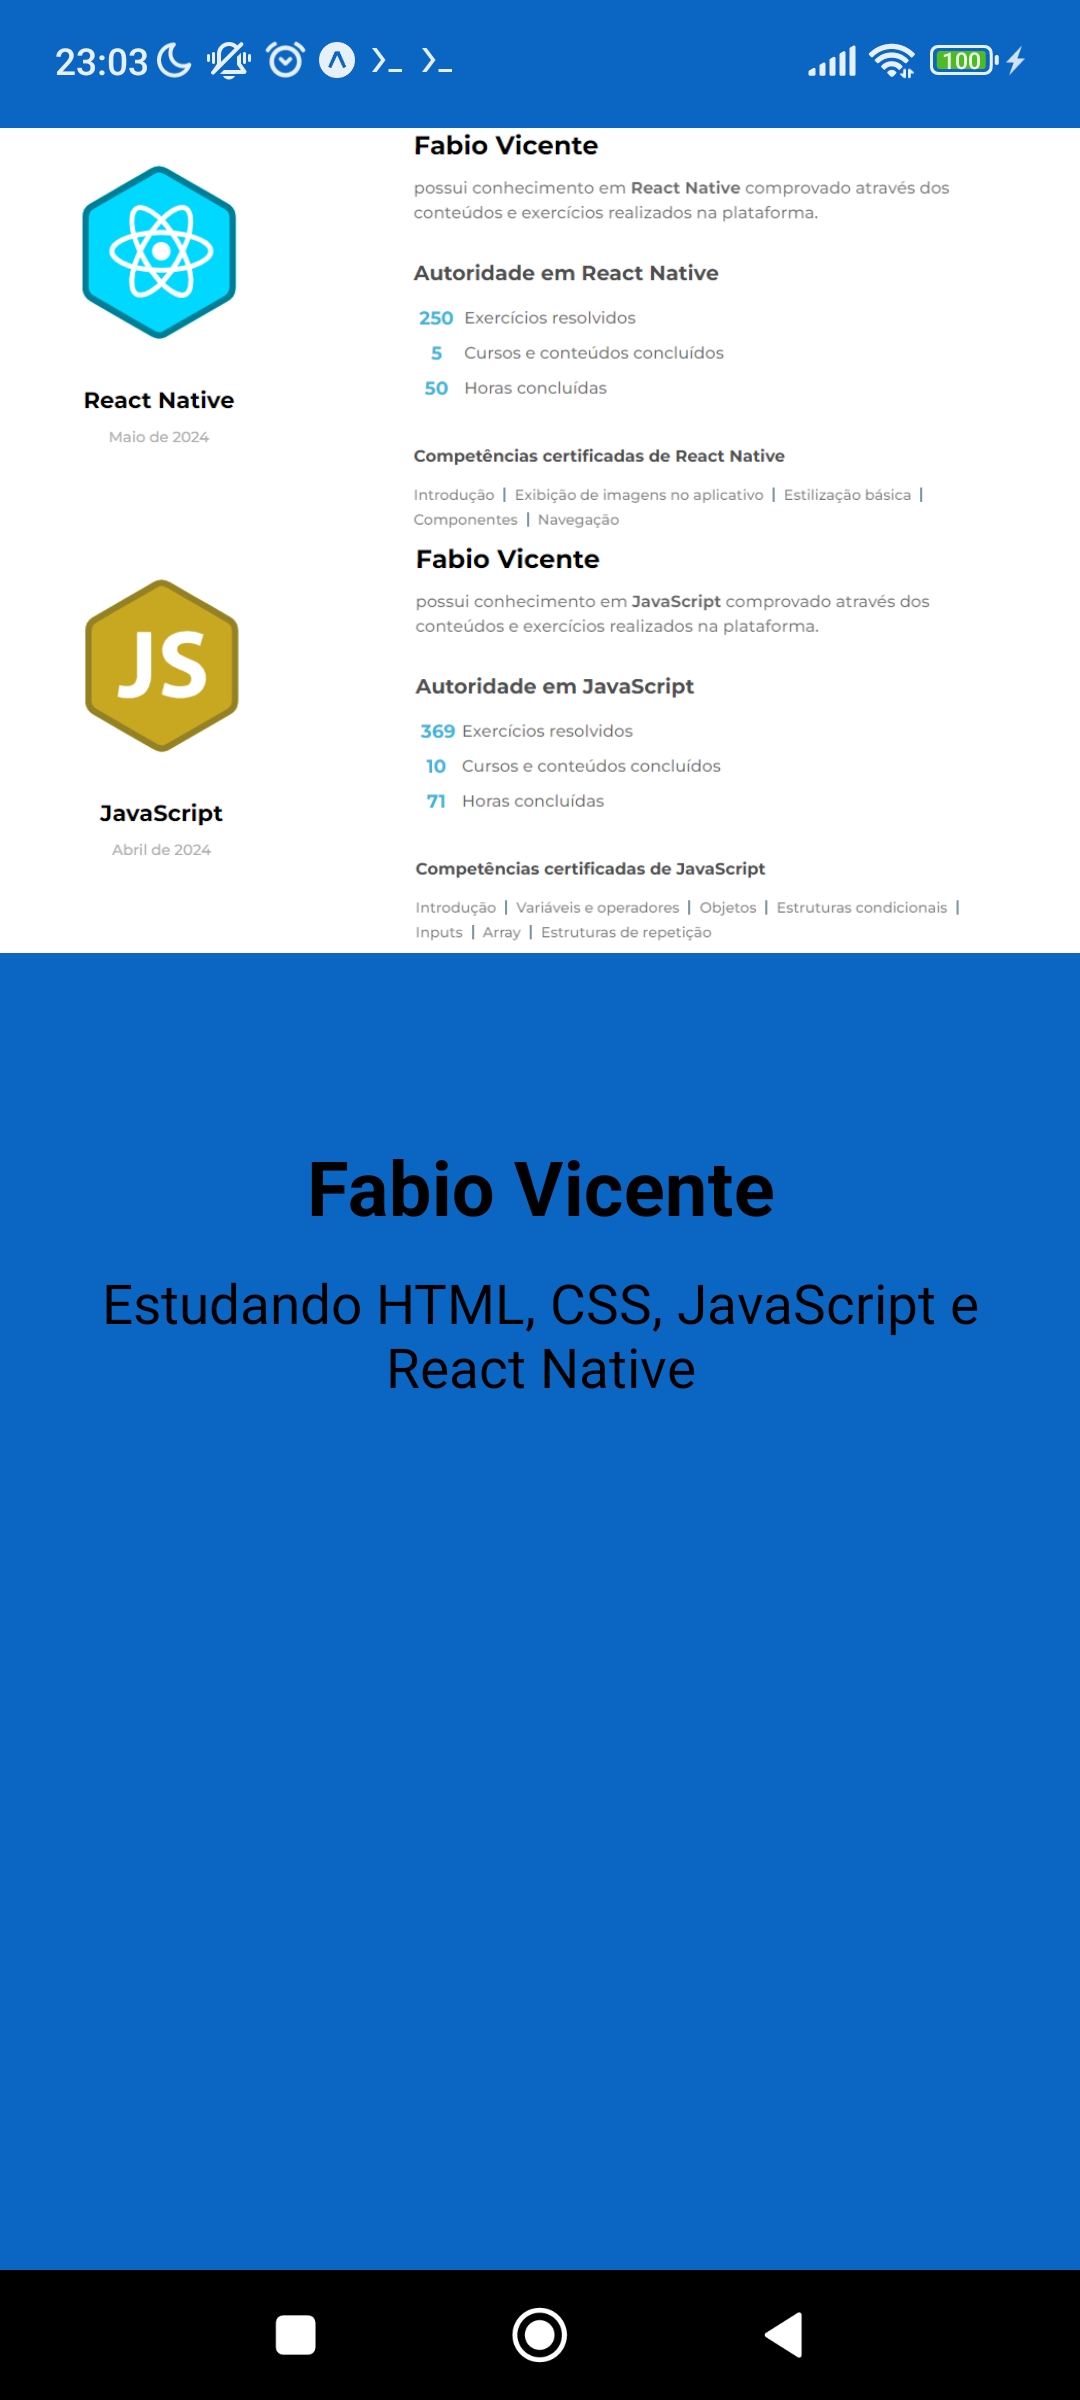 23:03
100
Fabio Vicente
possui conhecimento em React Native comprovado através dos
conteúdos e exercícios realizados na plataforma.
Autoridade em React Native
250 Exercícios resolvidos
5 Cursos e conteúdos concluídos
50 Horas concluídas
React Native
Maio de 2024
Competências certificadas de React Native
Introdução | Exibição de imagens no aplicativo | Estilização básica |
Componentes | Navegação
Fabio Vicente
possui conhecimento em JavaScript comprovado através dos
conteúdos e exercícios realizados na plataforma.
JS
Autoridade em JavaScript
369 Exercícios resolvidos
10 Cursos e conteúdos concluídos
71 Horas concluídas
JavaScript
Abril de 2024
Competências certificadas de JavaScript
Introdução | Variáveis e operadores | Objetos | Estruturas condicionais |
Inputs | Array | Estruturas de repetição
Fabio Vicente
Estudando HTML, CSS, JavaScript e
React Native